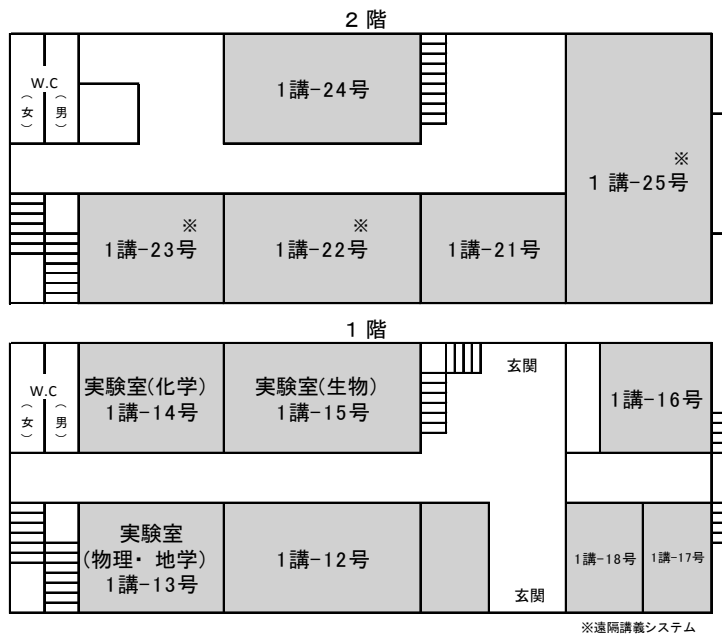 2 階
W.C
（女）
（男）
1講-24号
※
1 講-25号
※
1講-23号
※
1講-22号
1講-21号
1 階
W.C
（女）
（男）
実験室(化学)
1講-14号
実験室(生物)
1講-15号
玄関
1講-16号
実験室
(物理・ 地学)
1講-13号
1講-12号
玄関
1講-18号
1講-17号
※遠隔講義システム